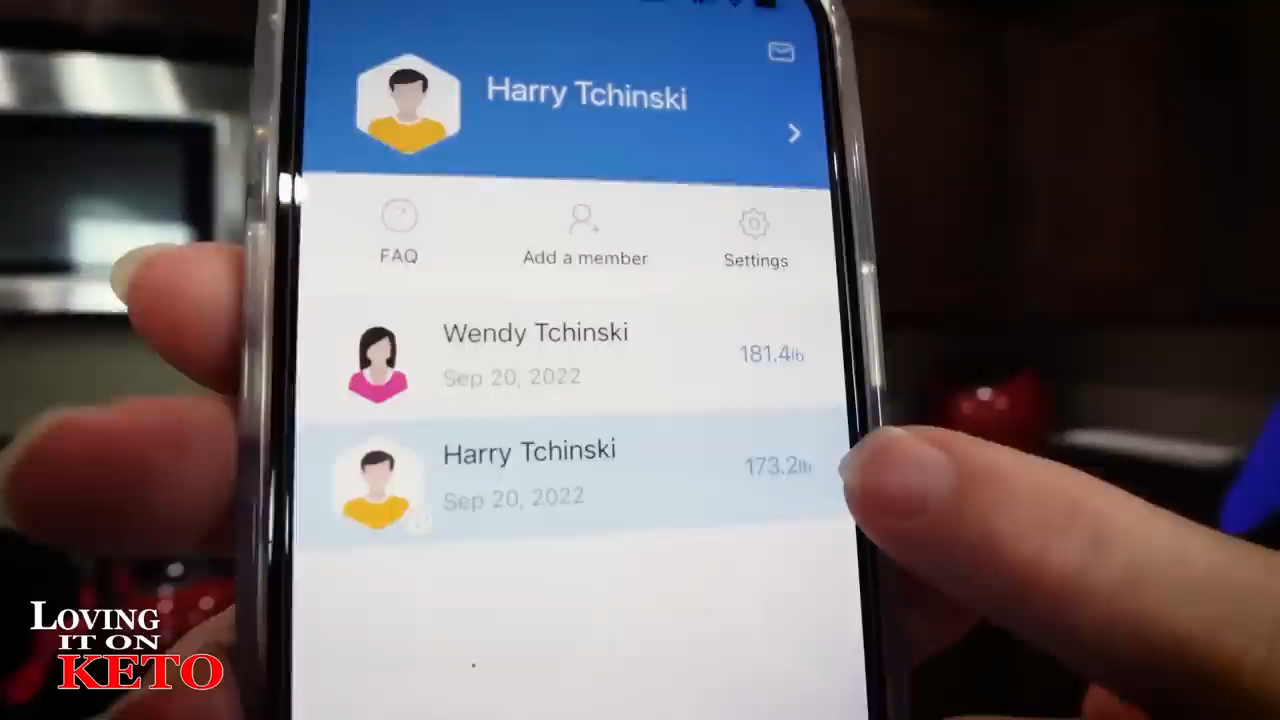 Harry Tchinski
FAQ
Add a member
Settings
Wendy Tchinski
Sep 20, 2022
181.4lb
Harry Tchinski
Sep 20, 2022
173.2lb
LOVING
IT ON
KETO